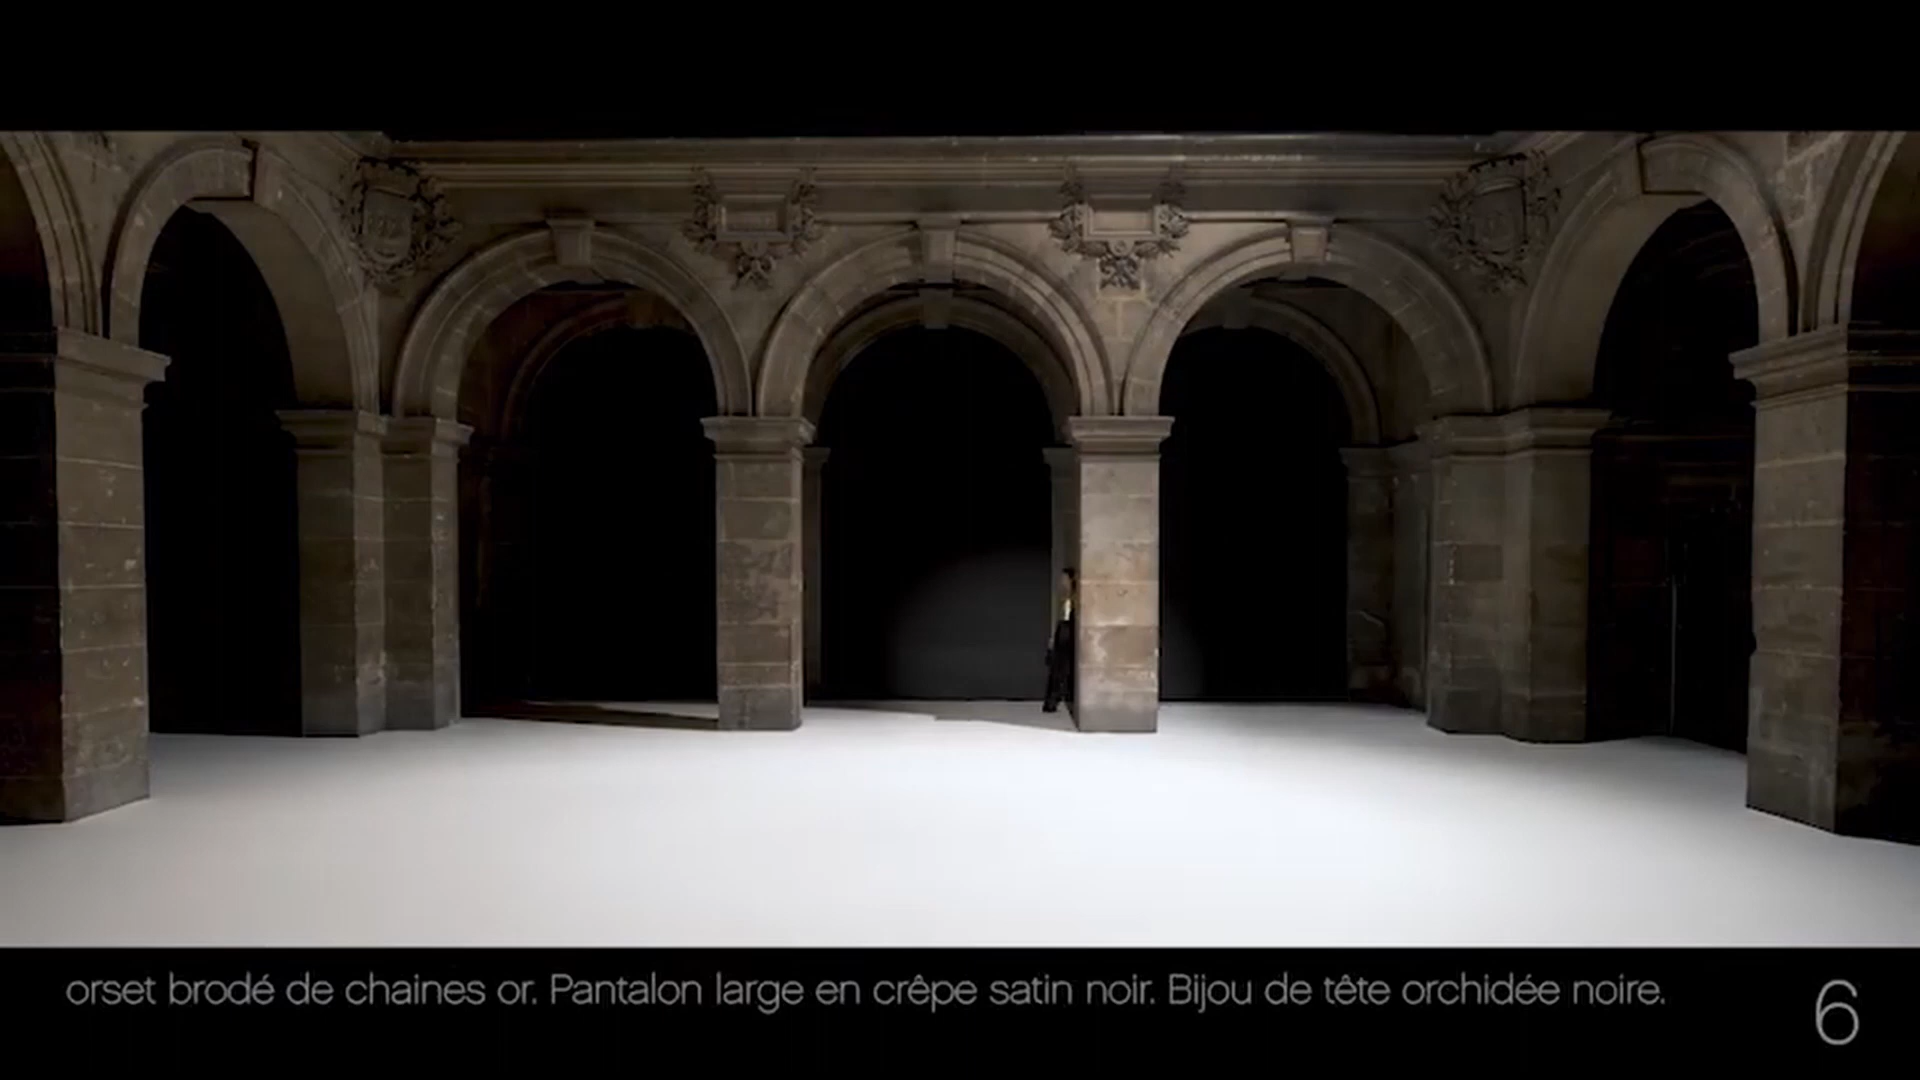 orset brodé de chaines or. Pantalon large en crêpe satin noir. Bijou de tête orchidée noire.
6